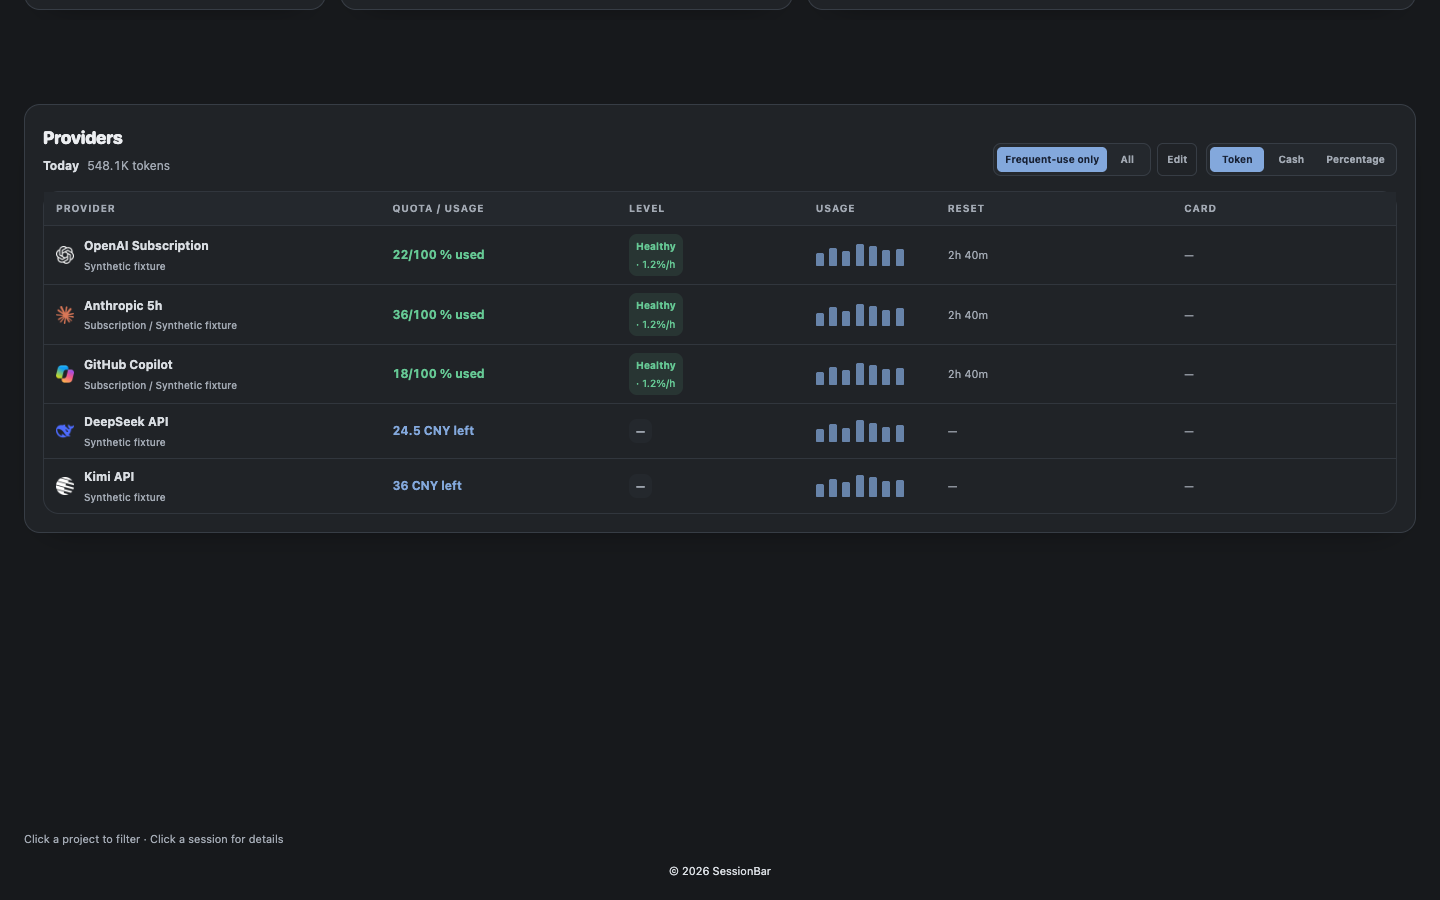 Providers
Today 548.1K tokens
Frequent-use only All Edit Token Cash Percentage
PROVIDER QUOTA / USAGE LEVEL USAGE RESET CARD
OpenAI Subscription
Synthetic fixture
22/100 % used
Healthy
· 1.2%/h
2h 40m
—
Anthropic 5h
Subscription / Synthetic fixture
36/100 % used
Healthy
· 1.2%/h
2h 40m
—
GitHub Copilot
Subscription / Synthetic fixture
18/100 % used
Healthy
· 1.2%/h
2h 40m
—
DeepSeek API
Synthetic fixture
24.5 CNY left
—
—
—
Kimi API
Synthetic fixture
36 CNY left
—
—
—
Click a project to filter · Click a session for details
© 2026 SessionBar